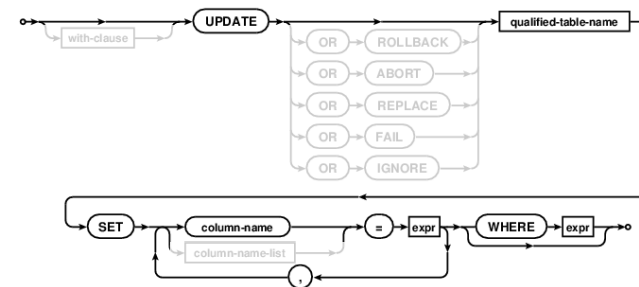 UPDATE qualified-table-name
with-clause
OR ROLLBACK
OR ABORT
OR REPLACE
OR FAIL
OR IGNORE
SET column-name = expr WHERE expr
column-name-list
,